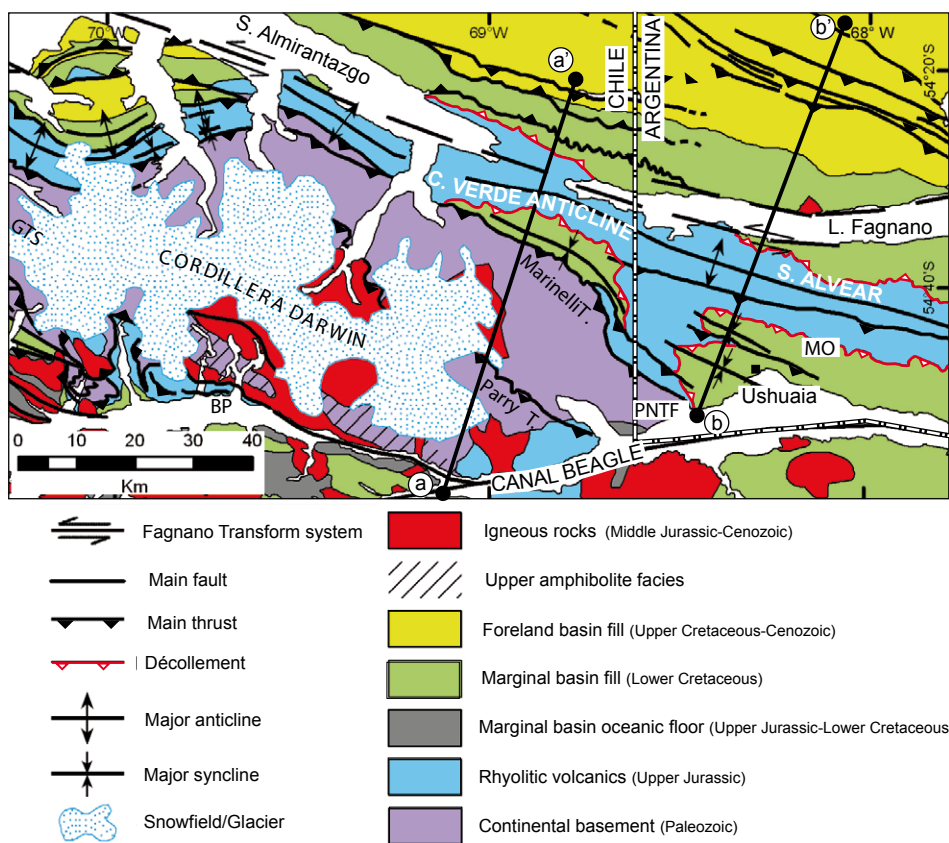 70° W
69°
68° W
S. Almirantazgo
a'
CHILE
ARGENTINA
b'
54°20'S
C. VERDE ANTICLINE
L. Fagnano
GTS
CORDILLERA DARWIN
Marinelli T.
S. ALVEAR
54°40'S
MO
Ushuaia
Parry T.
PNTF
b
BP
CANAL BEAGLE
a
0 10 20 30 40
Km
Fagnano Transform system
Main fault
Main thrust
Décollement
Major anticline
Major syncline
Snowfield/Glacier
Igneous rocks (Middle Jurassic-Cenozoic)
Upper amphibolite facies
Foreland basin fill (Upper Cretaceous-Cenozoic)
Marginal basin fill (Lower Cretaceous)
Marginal basin oceanic floor (Upper Jurassic-Lower Cretaceous
Rhyolitic volcanics (Upper Jurassic)
Continental basement (Paleozoic)